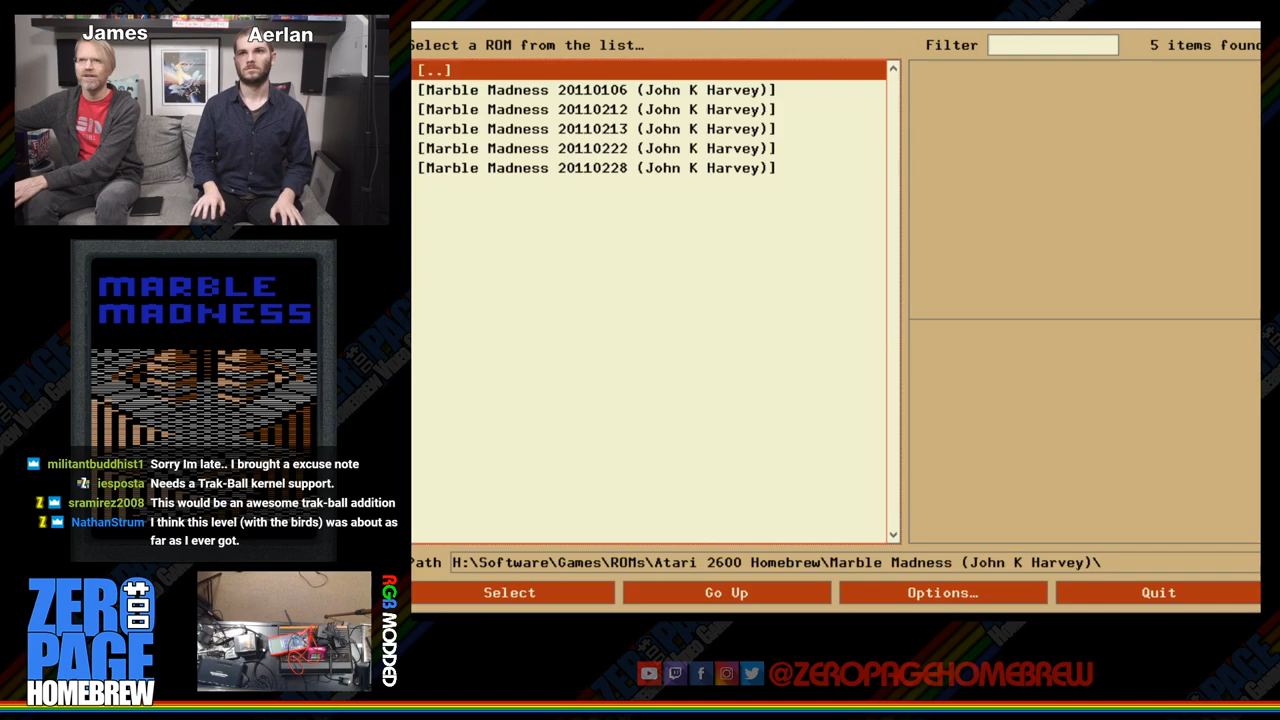 James
Aerlan
Select a ROM from the list…
Filter
5 items found
[..]
[Marble Madness 20110106 (John K Harvey)]
[Marble Madness 20110212 (John K Harvey)]
[Marble Madness 20110213 (John K Harvey)]
[Marble Madness 20110222 (John K Harvey)]
[Marble Madness 20110228 (John K Harvey)]
MARBLE
MADNESS
militantbuddhist1 Sorry Im late.. I brought a excuse note
iesposta Needs a Trak-Ball kernel support.
sramirez2008 This would be an awesome trak-ball addition
NathanStrum I think this level (with the birds) was about as
far as I ever got.
Path H:\Software\Games\ROMs\Atari 2600 Homebrew\Marble Madness (John K Harvey)\
Select
Go Up
Options…
Quit
ZERO
PAGE
HOMEBREW
RGB MODDED
@ZEROPAGEHOMEBREW